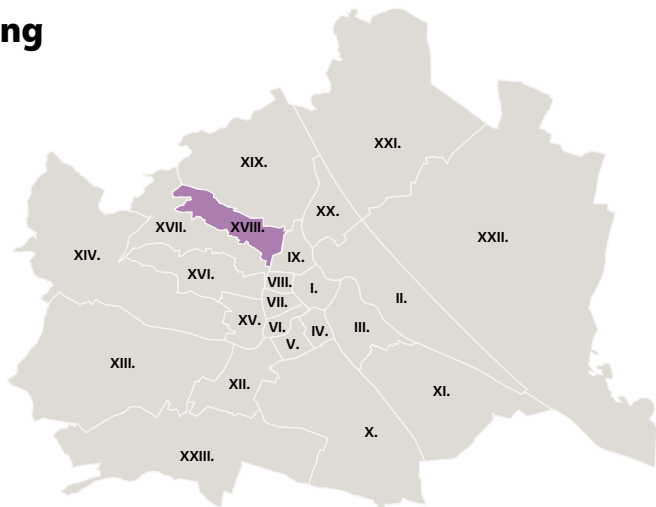 ng
XXI.
XIX.
XX.
XVII.
XVIII.
XXII.
XIV.
IX.
XVI.
VIII.
I.
VII.
II.
XV.
VI.
IV.
III.
V.
XIII.
XII.
XI.
X.
XXIII.